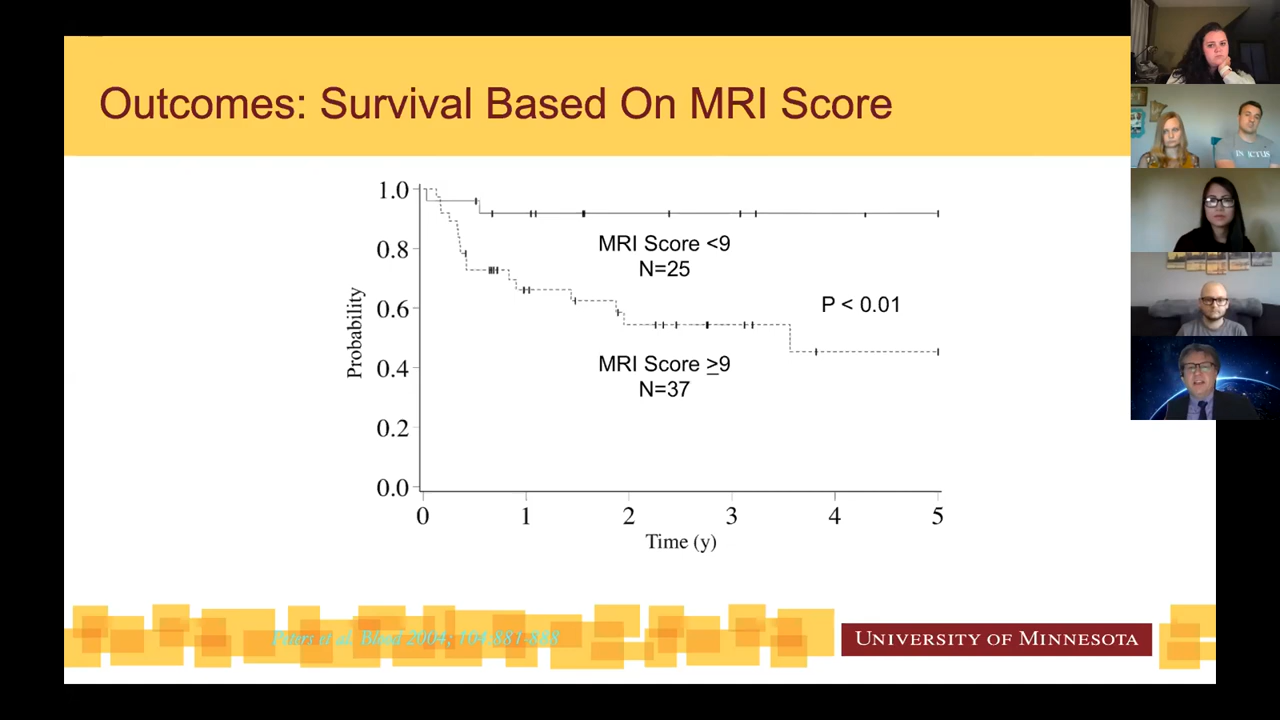 Outcomes: Survival Based On MRI Score
1.0
0.8
0.6
0.4
0.2
0.0
Probability
MRI Score <9
N=25
P < 0.01
MRI Score ≥9
N=37
0 1 2 3 4 5
Time (y)
Peters et al. Blood 2004; 104:881-888
UNIVERSITY OF MINNESOTA